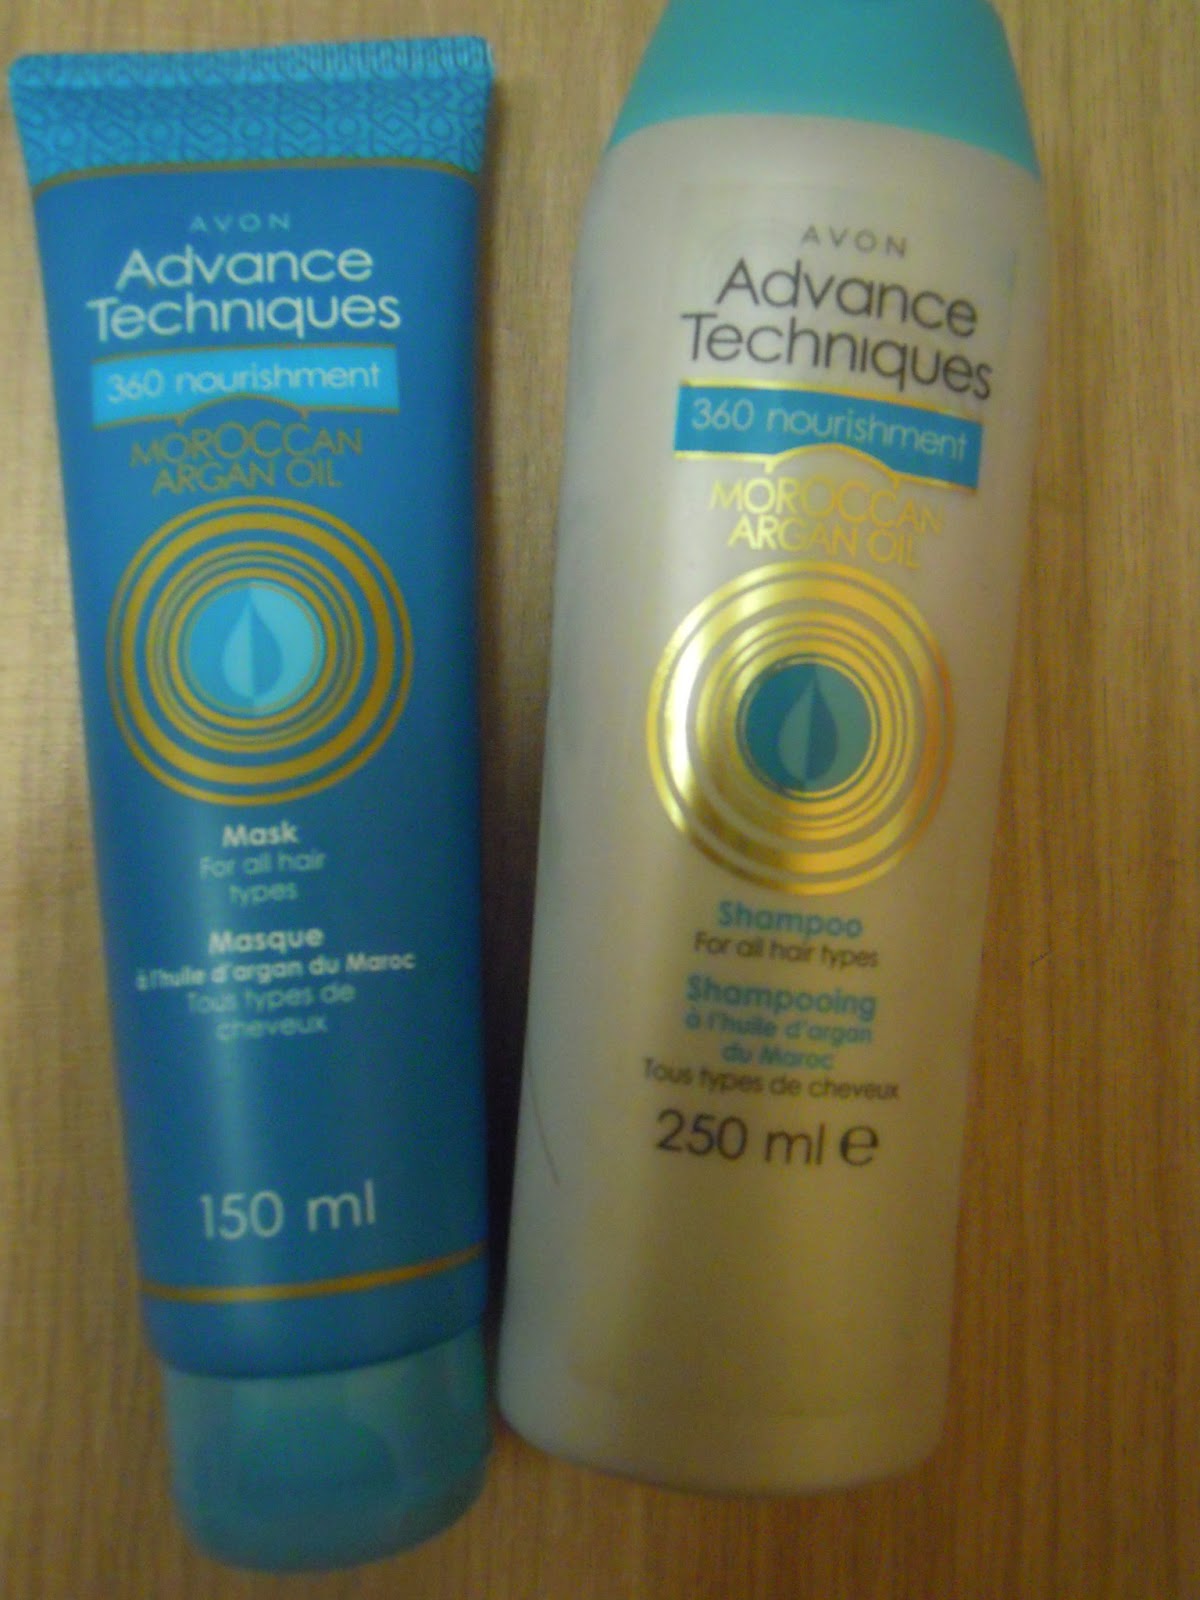 AVON
Advance
Techniques
360 nourishment
MOROCCAN
ARGAN OIL
Mask
For all hair
types
Masque
à l'huile d'argan du Maroc
Tous types de
cheveux
150 ml
AVON
Advance
Techniques
360 nourishment
MOROCCAN
ARGAN OIL
Shampoo
For all hair types
Shampooing
à l'huile d'argan
du Maroc
Tous types de cheveux
250 ml e